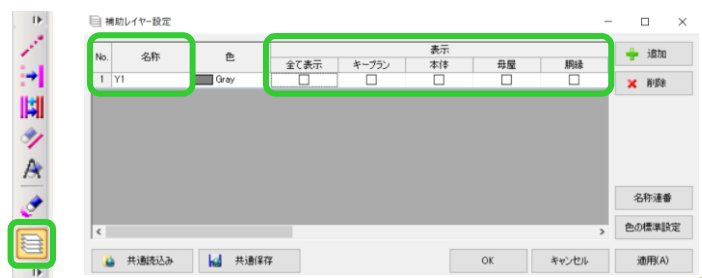 補助レイヤー設定
No. 名称 色 表示
全て表示 キープラン 本体 母屋 胴縁
1 Y1 Gray
追加
削除
名称連番
色の標準設定
共通読込み 共通保存 OK キャンセル 適用(A)